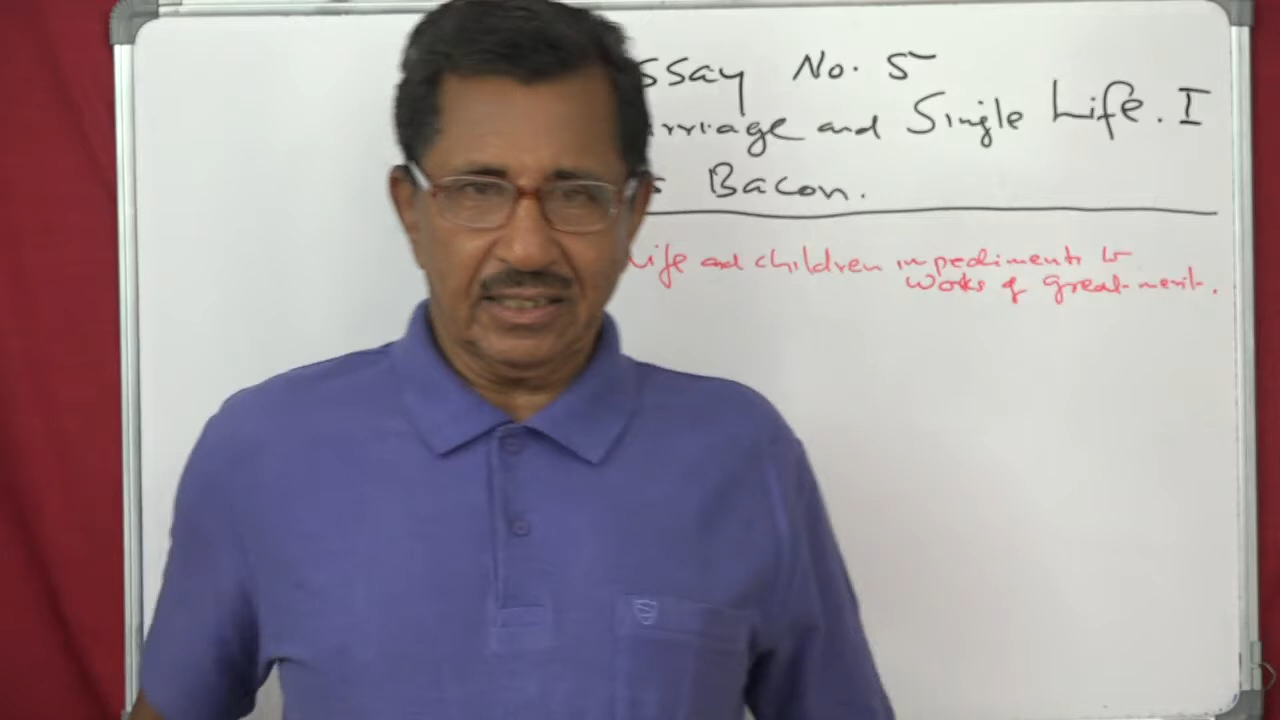 ssay No. 5
rriage and Single Life. I
s Bacon.
ife and children impediments to
works of great merit.